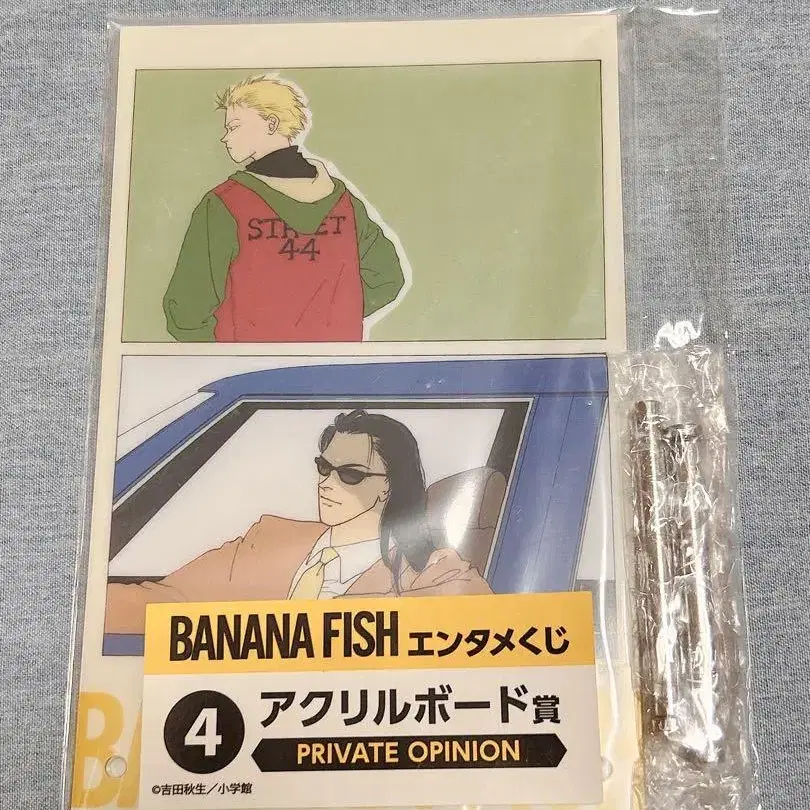 STREET
44
BANANA FISH エンタメくじ
4 アクリルボード賞
PRIVATE OPINION
©吉田秋生/小学館
BA